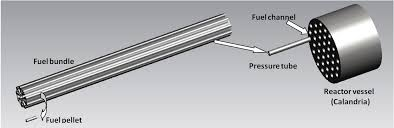 Fuel channel
Fuel bundle
Pressure tube
Reactor vessel
(Calandria)
Fuel pellet